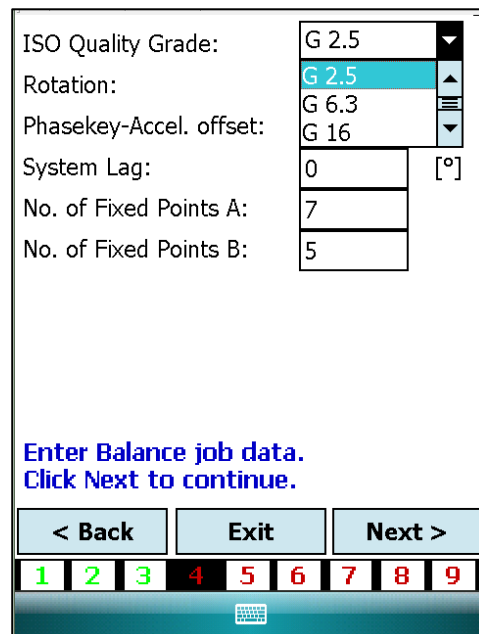 ISO Quality Grade: G 2.5
Rotation: G 2.5
G 6.3
Phasekey-Accel. offset: G 16
System Lag: 0 [°]
No. of Fixed Points A: 7
No. of Fixed Points B: 5
Enter Balance job data.
Click Next to continue.
< Back Exit Next >
1 2 3 4 5 6 7 8 9